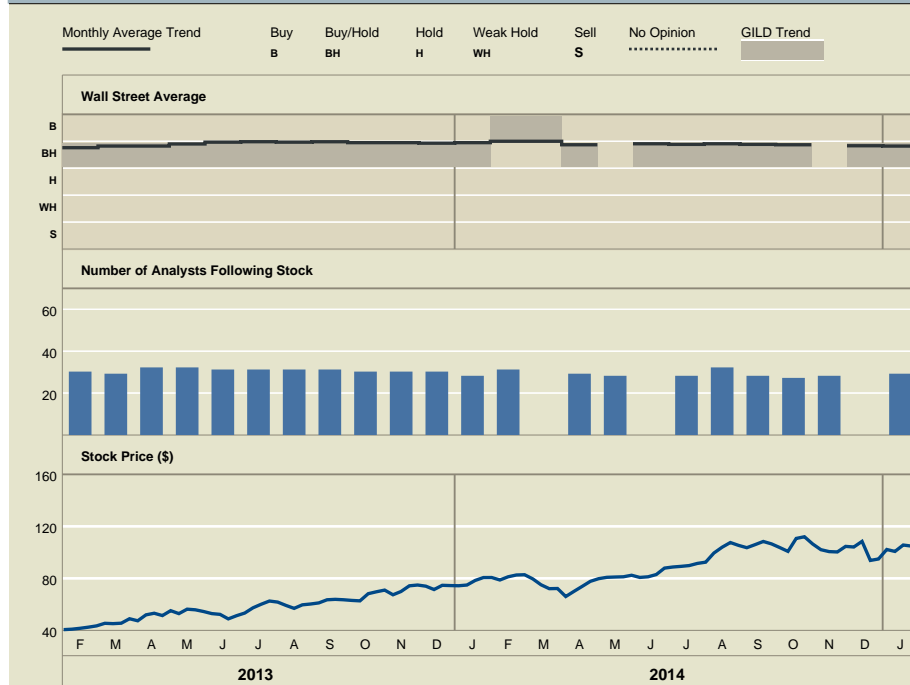 Monthly Average Trend Buy Buy/Hold Hold Weak Hold Sell No Opinion GILD Trend
B BH H WH S
Wall Street Average
B
BH
H
WH
S
Number of Analysts Following Stock
60
40
20
Stock Price ($)
160
120
80
40
F M A M J J A S O N D J F M A M J J A S O N D J
2013 2014